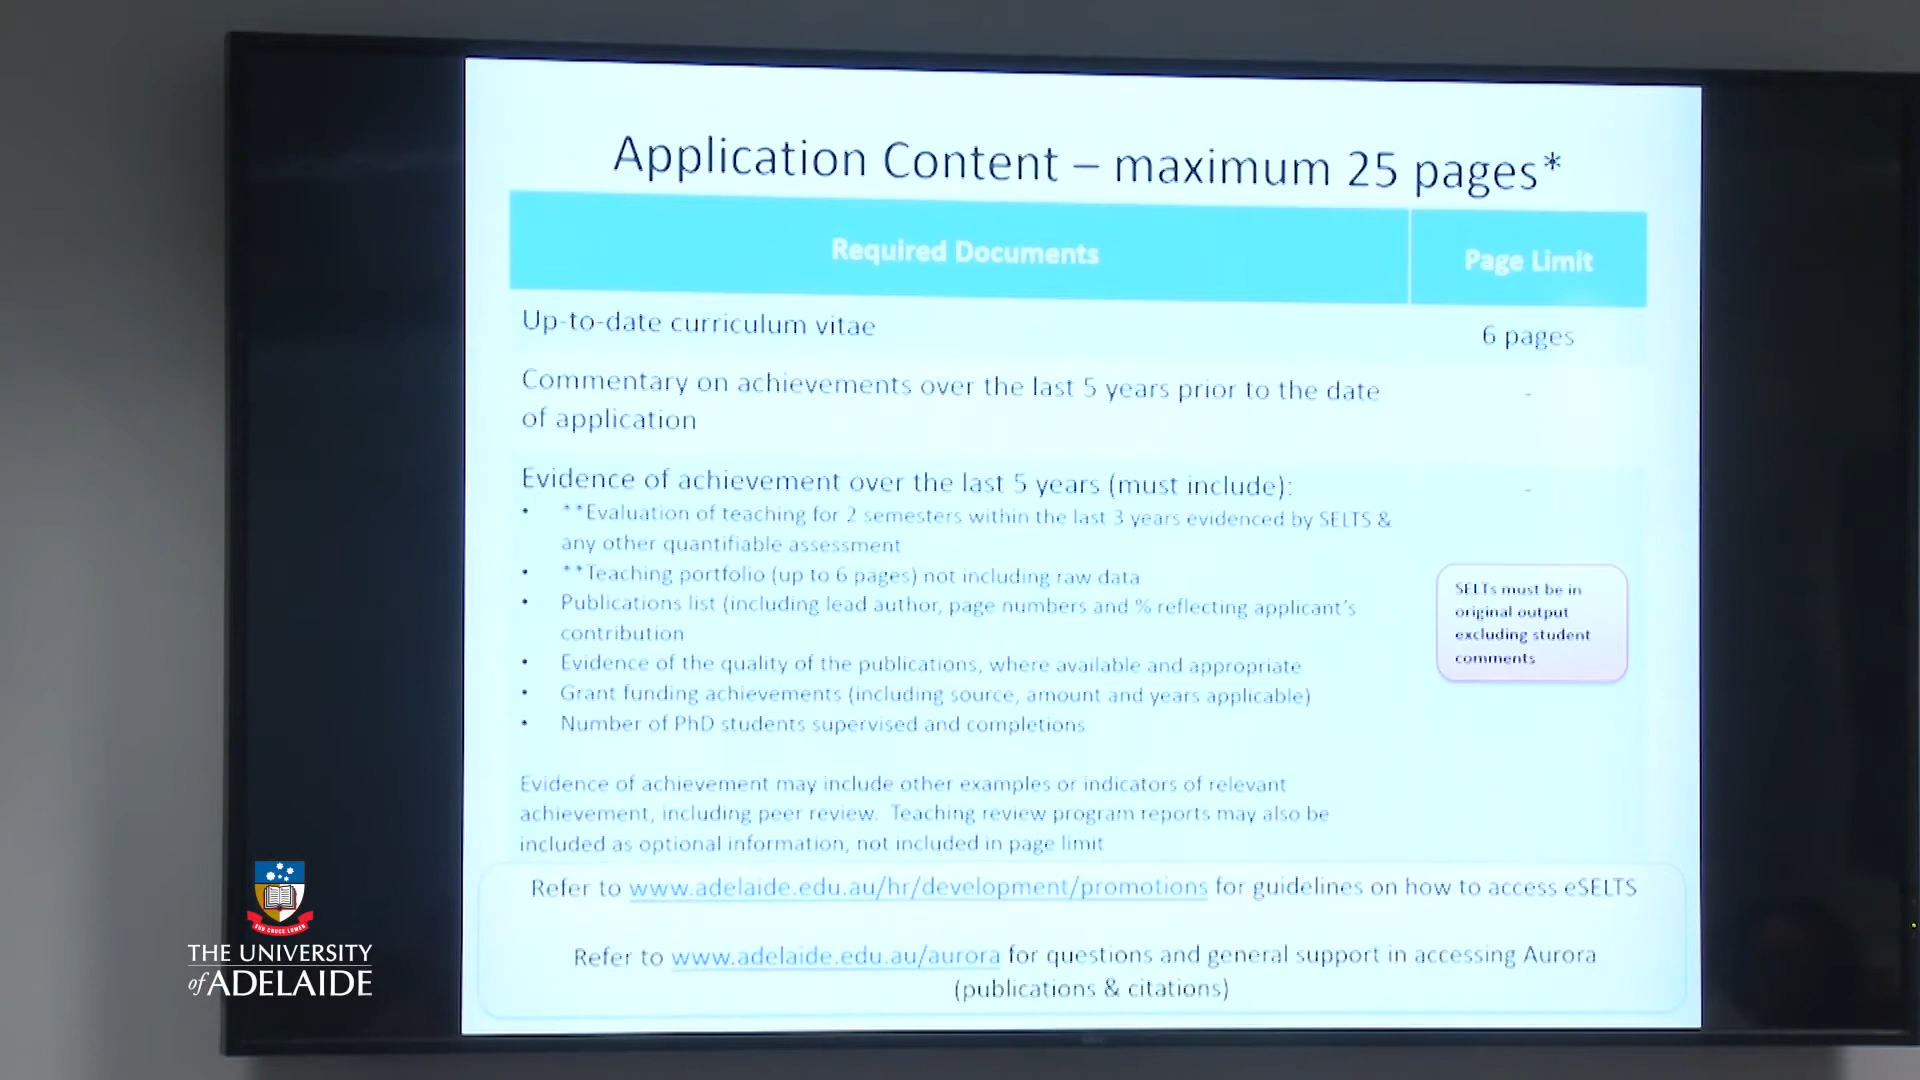 Application Content – maximum 25 pages*
Required Documents
Page Limit
Up-to-date curriculum vitae
6 pages
Commentary on achievements over the last 5 years prior to the date
of application
-
Evidence of achievement over the last 5 years (must include):
-
• **Evaluation of teaching for 2 semesters within the last 3 years evidenced by SELTS &
any other quantifiable assessment
• **Teaching portfolio (up to 6 pages) not including raw data
• Publications list (including lead author, page numbers and % reflecting applicant's
contribution
• Evidence of the quality of the publications, where available and appropriate
• Grant funding achievements (including source, amount and years applicable)
• Number of PhD students supervised and completions
SELTs must be in
original output
excluding student
comments
Evidence of achievement may include other examples or indicators of relevant
achievement, including peer review. Teaching review program reports may also be
included as optional information, not included in page limit
Refer to www.adelaide.edu.au/hr/development/promotions for guidelines on how to access eSELTS
Refer to www.adelaide.edu.au/aurora for questions and general support in accessing Aurora
(publications & citations)
THE UNIVERSITY
of ADELAIDE